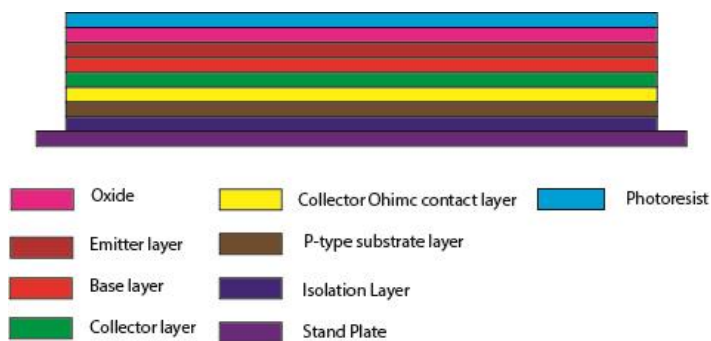 Oxide
Collector Ohimc contact layer
Photoresist
Emitter layer
P-type substrate layer
Base layer
Isolation Layer
Collector layer
Stand Plate